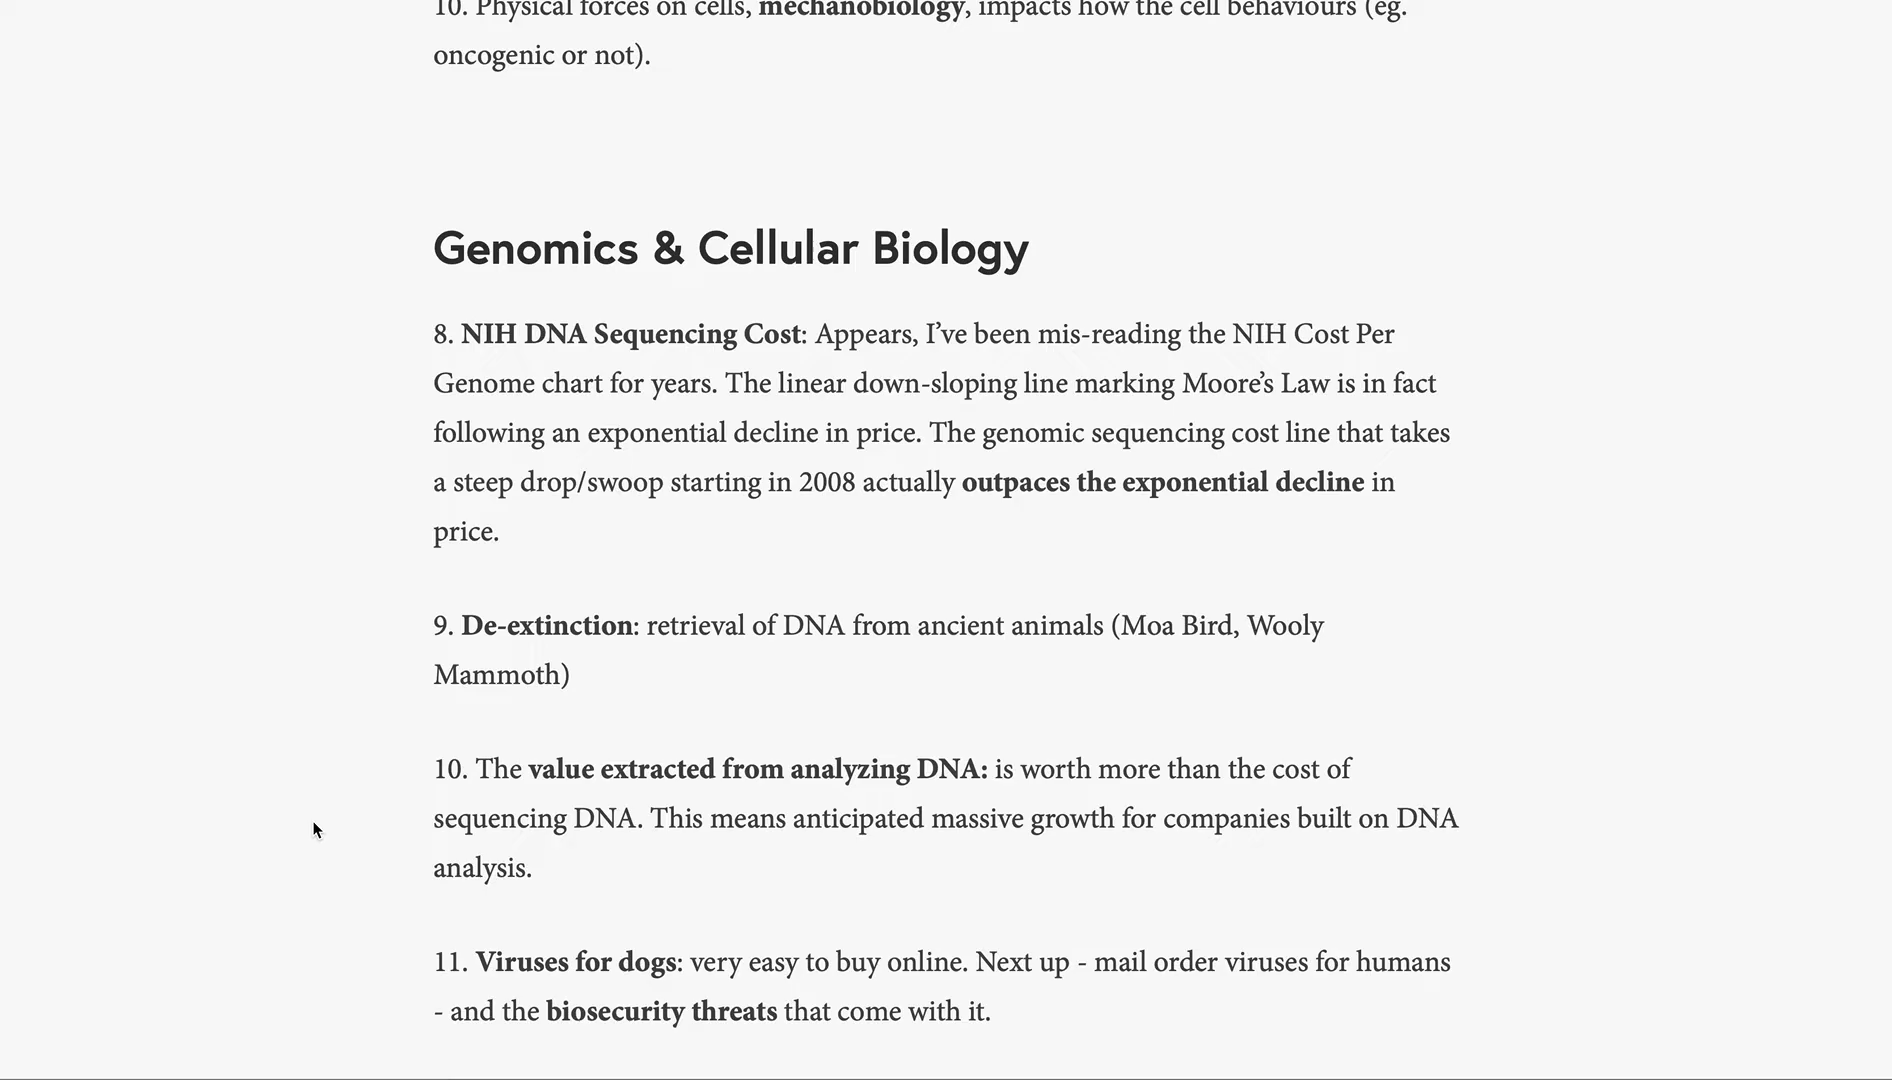 10. Physical forces on cells, mechanobiology, impacts how the cell behaviours (eg.
oncogenic or not).
Genomics & Cellular Biology
8. NIH DNA Sequencing Cost: Appears, I’ve been mis-reading the NIH Cost Per
Genome chart for years. The linear down-sloping line marking Moore’s Law is in fact
following an exponential decline in price. The genomic sequencing cost line that takes
a steep drop/swoop starting in 2008 actually outpaces the exponential decline in
price.
9. De-extinction: retrieval of DNA from ancient animals (Moa Bird, Wooly
Mammoth)
10. The value extracted from analyzing DNA: is worth more than the cost of
sequencing DNA. This means anticipated massive growth for companies built on DNA
analysis.
11. Viruses for dogs: very easy to buy online. Next up - mail order viruses for humans
- and the biosecurity threats that come with it.